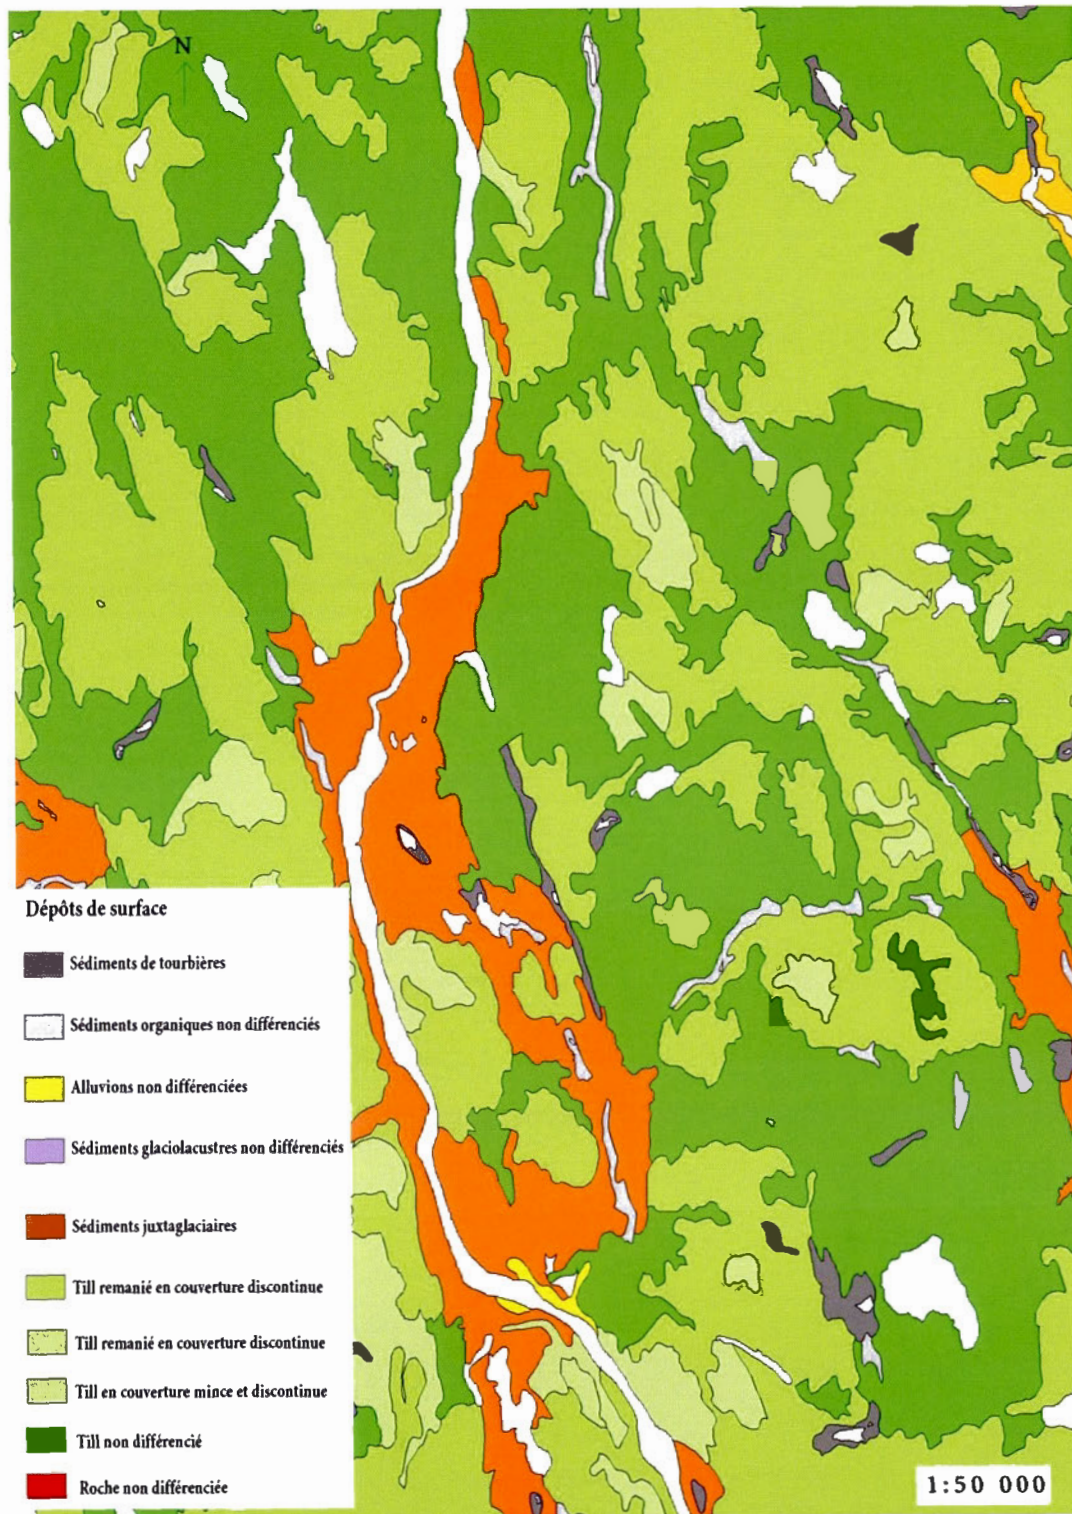 N
Dépôts de surface
Sédiments de tourbières
Sédiments organiques non différenciés
Alluvions non différenciées
Sédiments glaciolacustres non différenciés
Sédiments juxtaglaciaires
Till remanié en couverture discontinue
Till remanié en couverture discontinue
Till en couverture mince et discontinue
Till non différencié
Roche non différenciée
1:50 000